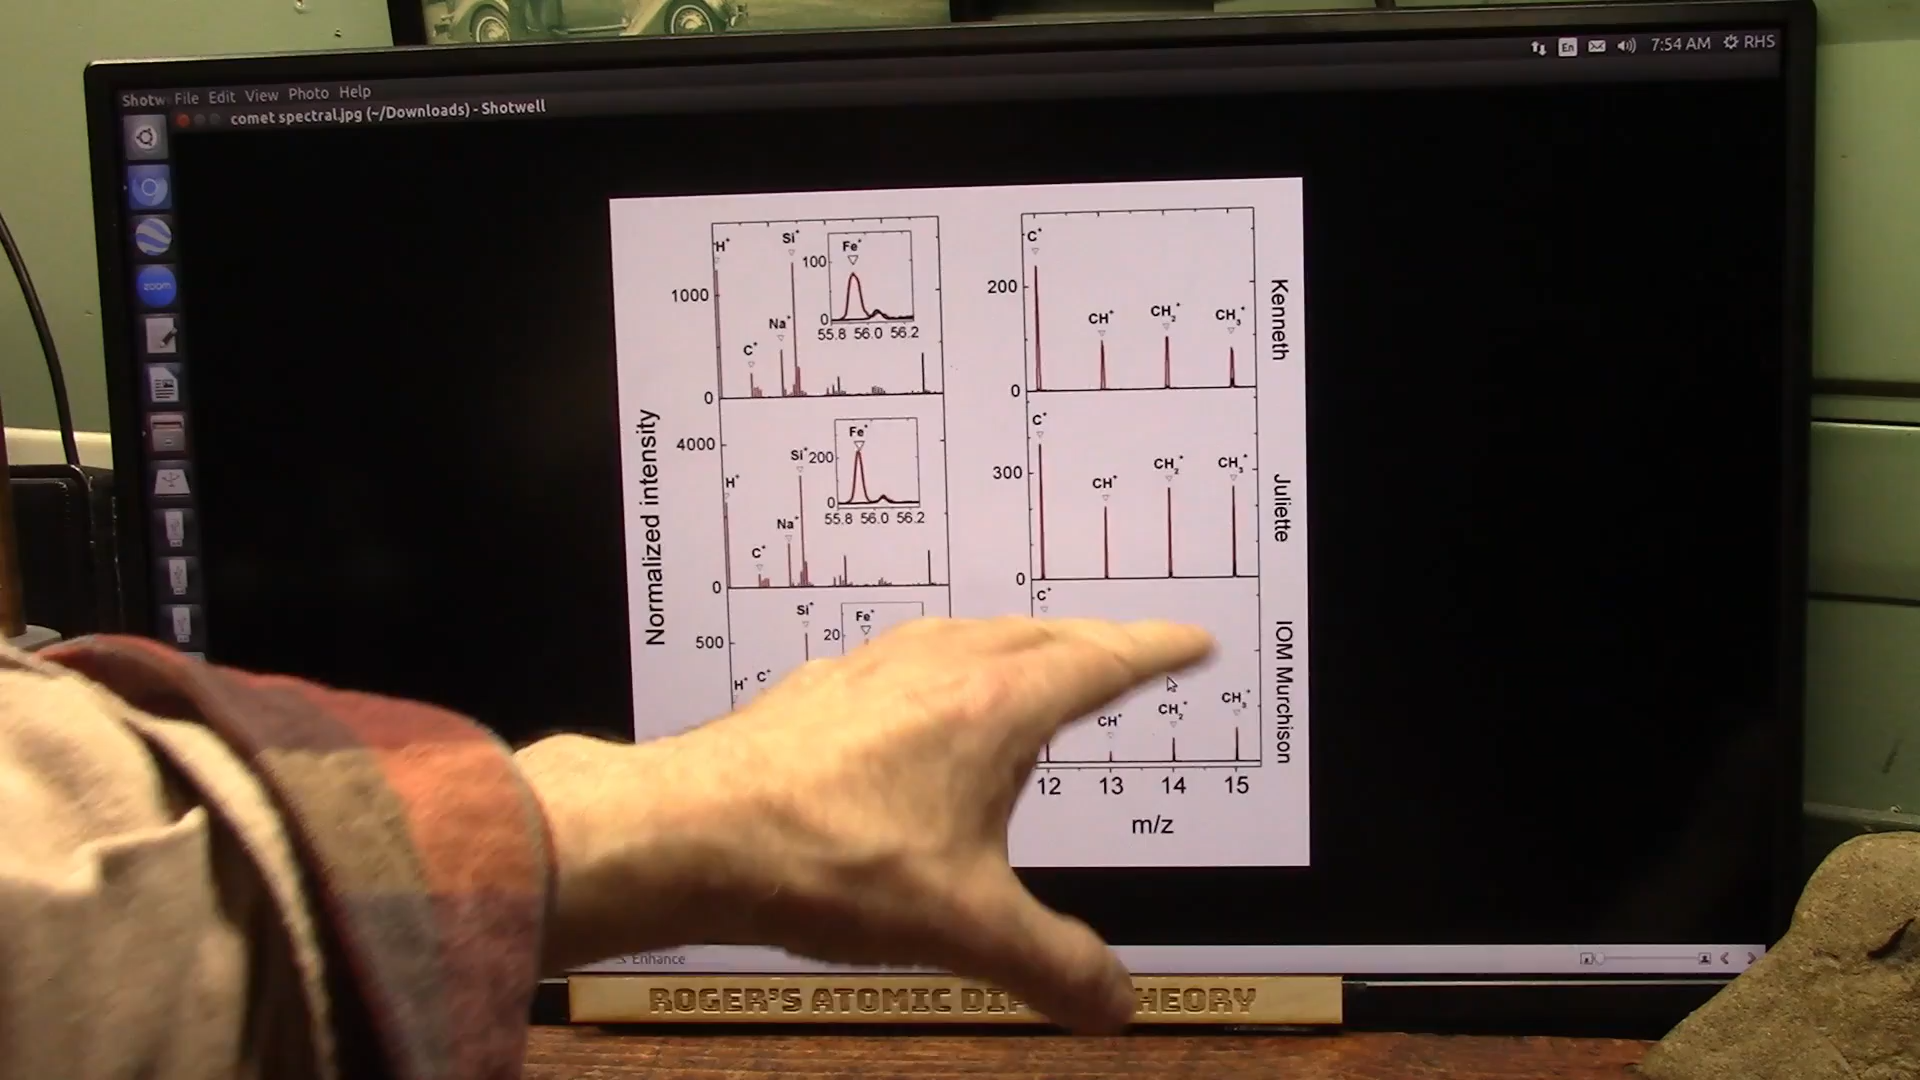 7:54 AM RHS
En
Shotw File Edit View Photo Help
comet spectral.jpg (~/Downloads) - Shotwell
zoom
Normalized intensity
H⁺ Si⁺ Fe⁺
1000
100
0
55.8 56.0 56.2
Na⁺
C⁺
0
4000
H⁺ Si⁺ Fe⁺
200
0
55.8 56.0 56.2
Na⁺
C⁺
0
500
Si⁺ Fe⁺
20
H⁺ C⁺
C⁺
200
CH⁺ CH₂⁺ CH₃⁺
0
Kenneth
C⁺
300
CH⁺ CH₂⁺ CH₃⁺
0
Juliette
C⁺
CH⁺ CH₂⁺ CH₃⁺
IOM Murchison
12 13 14 15
m/z
Enhance
ROGER'S ATOMIC HEORY